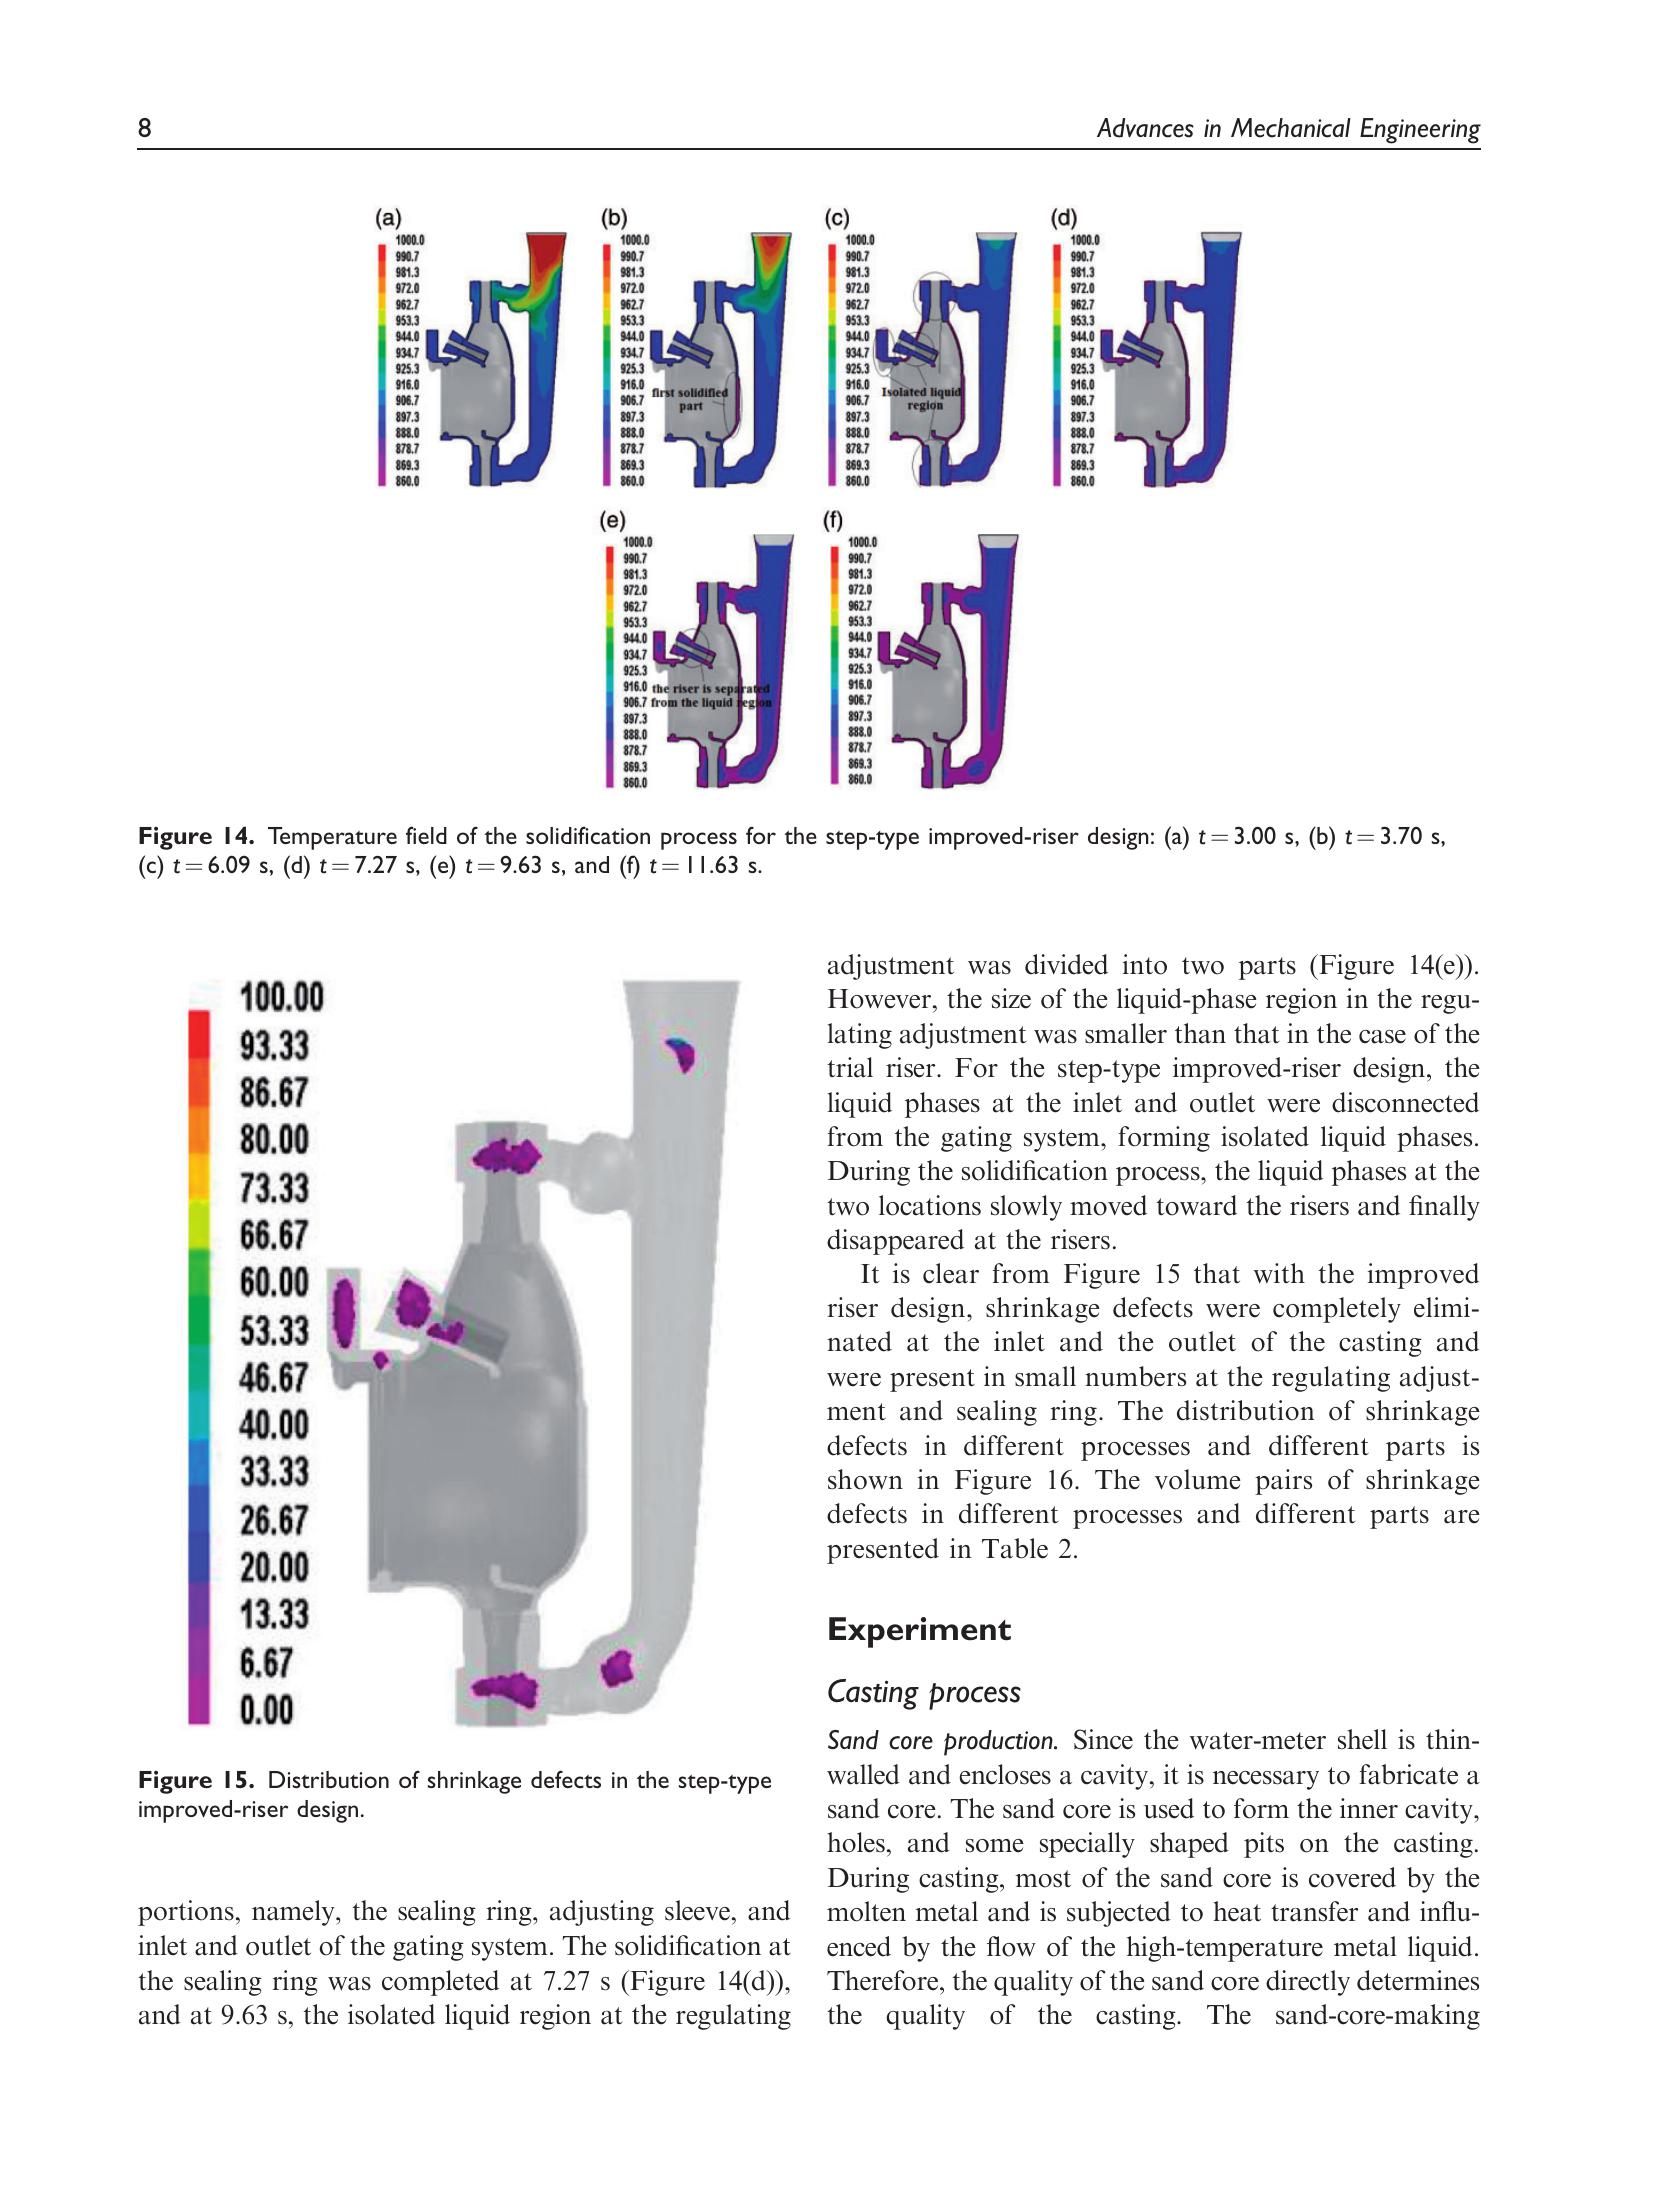 8
Advances in Mechanical Engineering
(a)
1000.0
990.7
981.3
972.0
962.7
953.3
944.0
934.7
925.3
916.0
906.7
897.3
888.0
878.7
869.3
860.0
(b)
1000.0
990.7
981.3
972.0
962.7
953.3
944.0
934.7
925.3
916.0
906.7
897.3
888.0
878.7
869.3
860.0
first solidified
part
(c)
1000.0
990.7
981.3
972.0
962.7
953.3
944.0
934.7
925.3
916.0
906.7
897.3
888.0
878.7
869.3
860.0
Isolated liquid
region
(d)
1000.0
990.7
981.3
972.0
962.7
953.3
944.0
934.7
925.3
916.0
906.7
897.3
888.0
878.7
869.3
860.0
(e)
1000.0
990.7
981.3
972.0
962.7
953.3
944.0
934.7
925.3
916.0
906.7
897.3
888.0
878.7
869.3
860.0
the riser is separated
from the liquid region
(f)
1000.0
990.7
981.3
972.0
962.7
953.3
944.0
934.7
925.3
916.0
906.7
897.3
888.0
878.7
869.3
860.0
Figure 14. Temperature field of the solidification process for the step-type improved-riser design: (a) t = 3.00 s, (b) t = 3.70 s,
(c) t = 6.09 s, (d) t = 7.27 s, (e) t = 9.63 s, and (f) t = 11.63 s.
100.00
93.33
86.67
80.00
73.33
66.67
60.00
53.33
46.67
40.00
33.33
26.67
20.00
13.33
6.67
0.00
Figure 15. Distribution of shrinkage defects in the step-type
improved-riser design.
portions, namely, the sealing ring, adjusting sleeve, and
inlet and outlet of the gating system. The solidification at
the sealing ring was completed at 7.27 s (Figure 14(d)),
and at 9.63 s, the isolated liquid region at the regulating
adjustment was divided into two parts (Figure 14(e)).
However, the size of the liquid-phase region in the regu-
lating adjustment was smaller than that in the case of the
trial riser. For the step-type improved-riser design, the
liquid phases at the inlet and outlet were disconnected
from the gating system, forming isolated liquid phases.
During the solidification process, the liquid phases at the
two locations slowly moved toward the risers and finally
disappeared at the risers.
It is clear from Figure 15 that with the improved
riser design, shrinkage defects were completely elimi-
nated at the inlet and the outlet of the casting and
were present in small numbers at the regulating adjust-
ment and sealing ring. The distribution of shrinkage
defects in different processes and different parts is
shown in Figure 16. The volume pairs of shrinkage
defects in different processes and different parts are
presented in Table 2.
Experiment
Casting process
Sand core production. Since the water-meter shell is thin-
walled and encloses a cavity, it is necessary to fabricate a
sand core. The sand core is used to form the inner cavity,
holes, and some specially shaped pits on the casting.
During casting, most of the sand core is covered by the
molten metal and is subjected to heat transfer and influ-
enced by the flow of the high-temperature metal liquid.
Therefore, the quality of the sand core directly determines
the quality of the casting. The sand-core-making